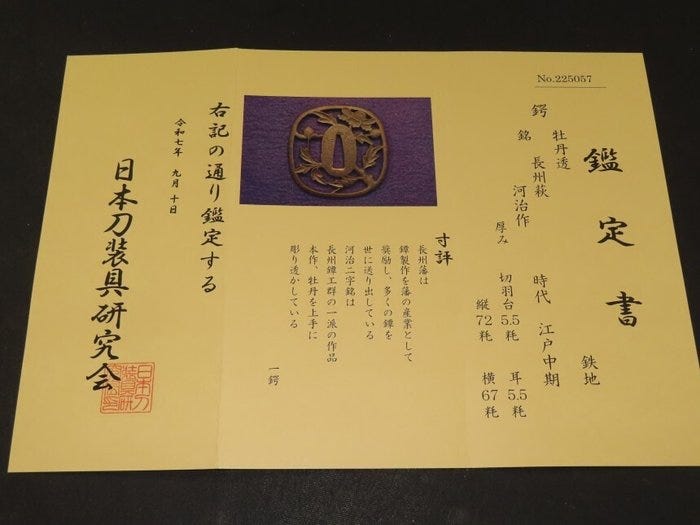 No.225057
鑑定書
鉄地
牡丹透
鍔 銘 長州萩
河治作
時代 江戸中期
厚み 切羽台 5.5粍 耳 5.5粍
縦 72粍 横 67粍
寸評
長州藩は
鐔製作を藩の産業として
奨励し、多くの鐔を
世に送り出している
河治二字銘は
長州鐔工群の一派の作品
本作、牡丹を上手に
彫り透かしている
一鍔
右記の通り鑑定する
令和七年 九月 十日
日本刀装具研究会